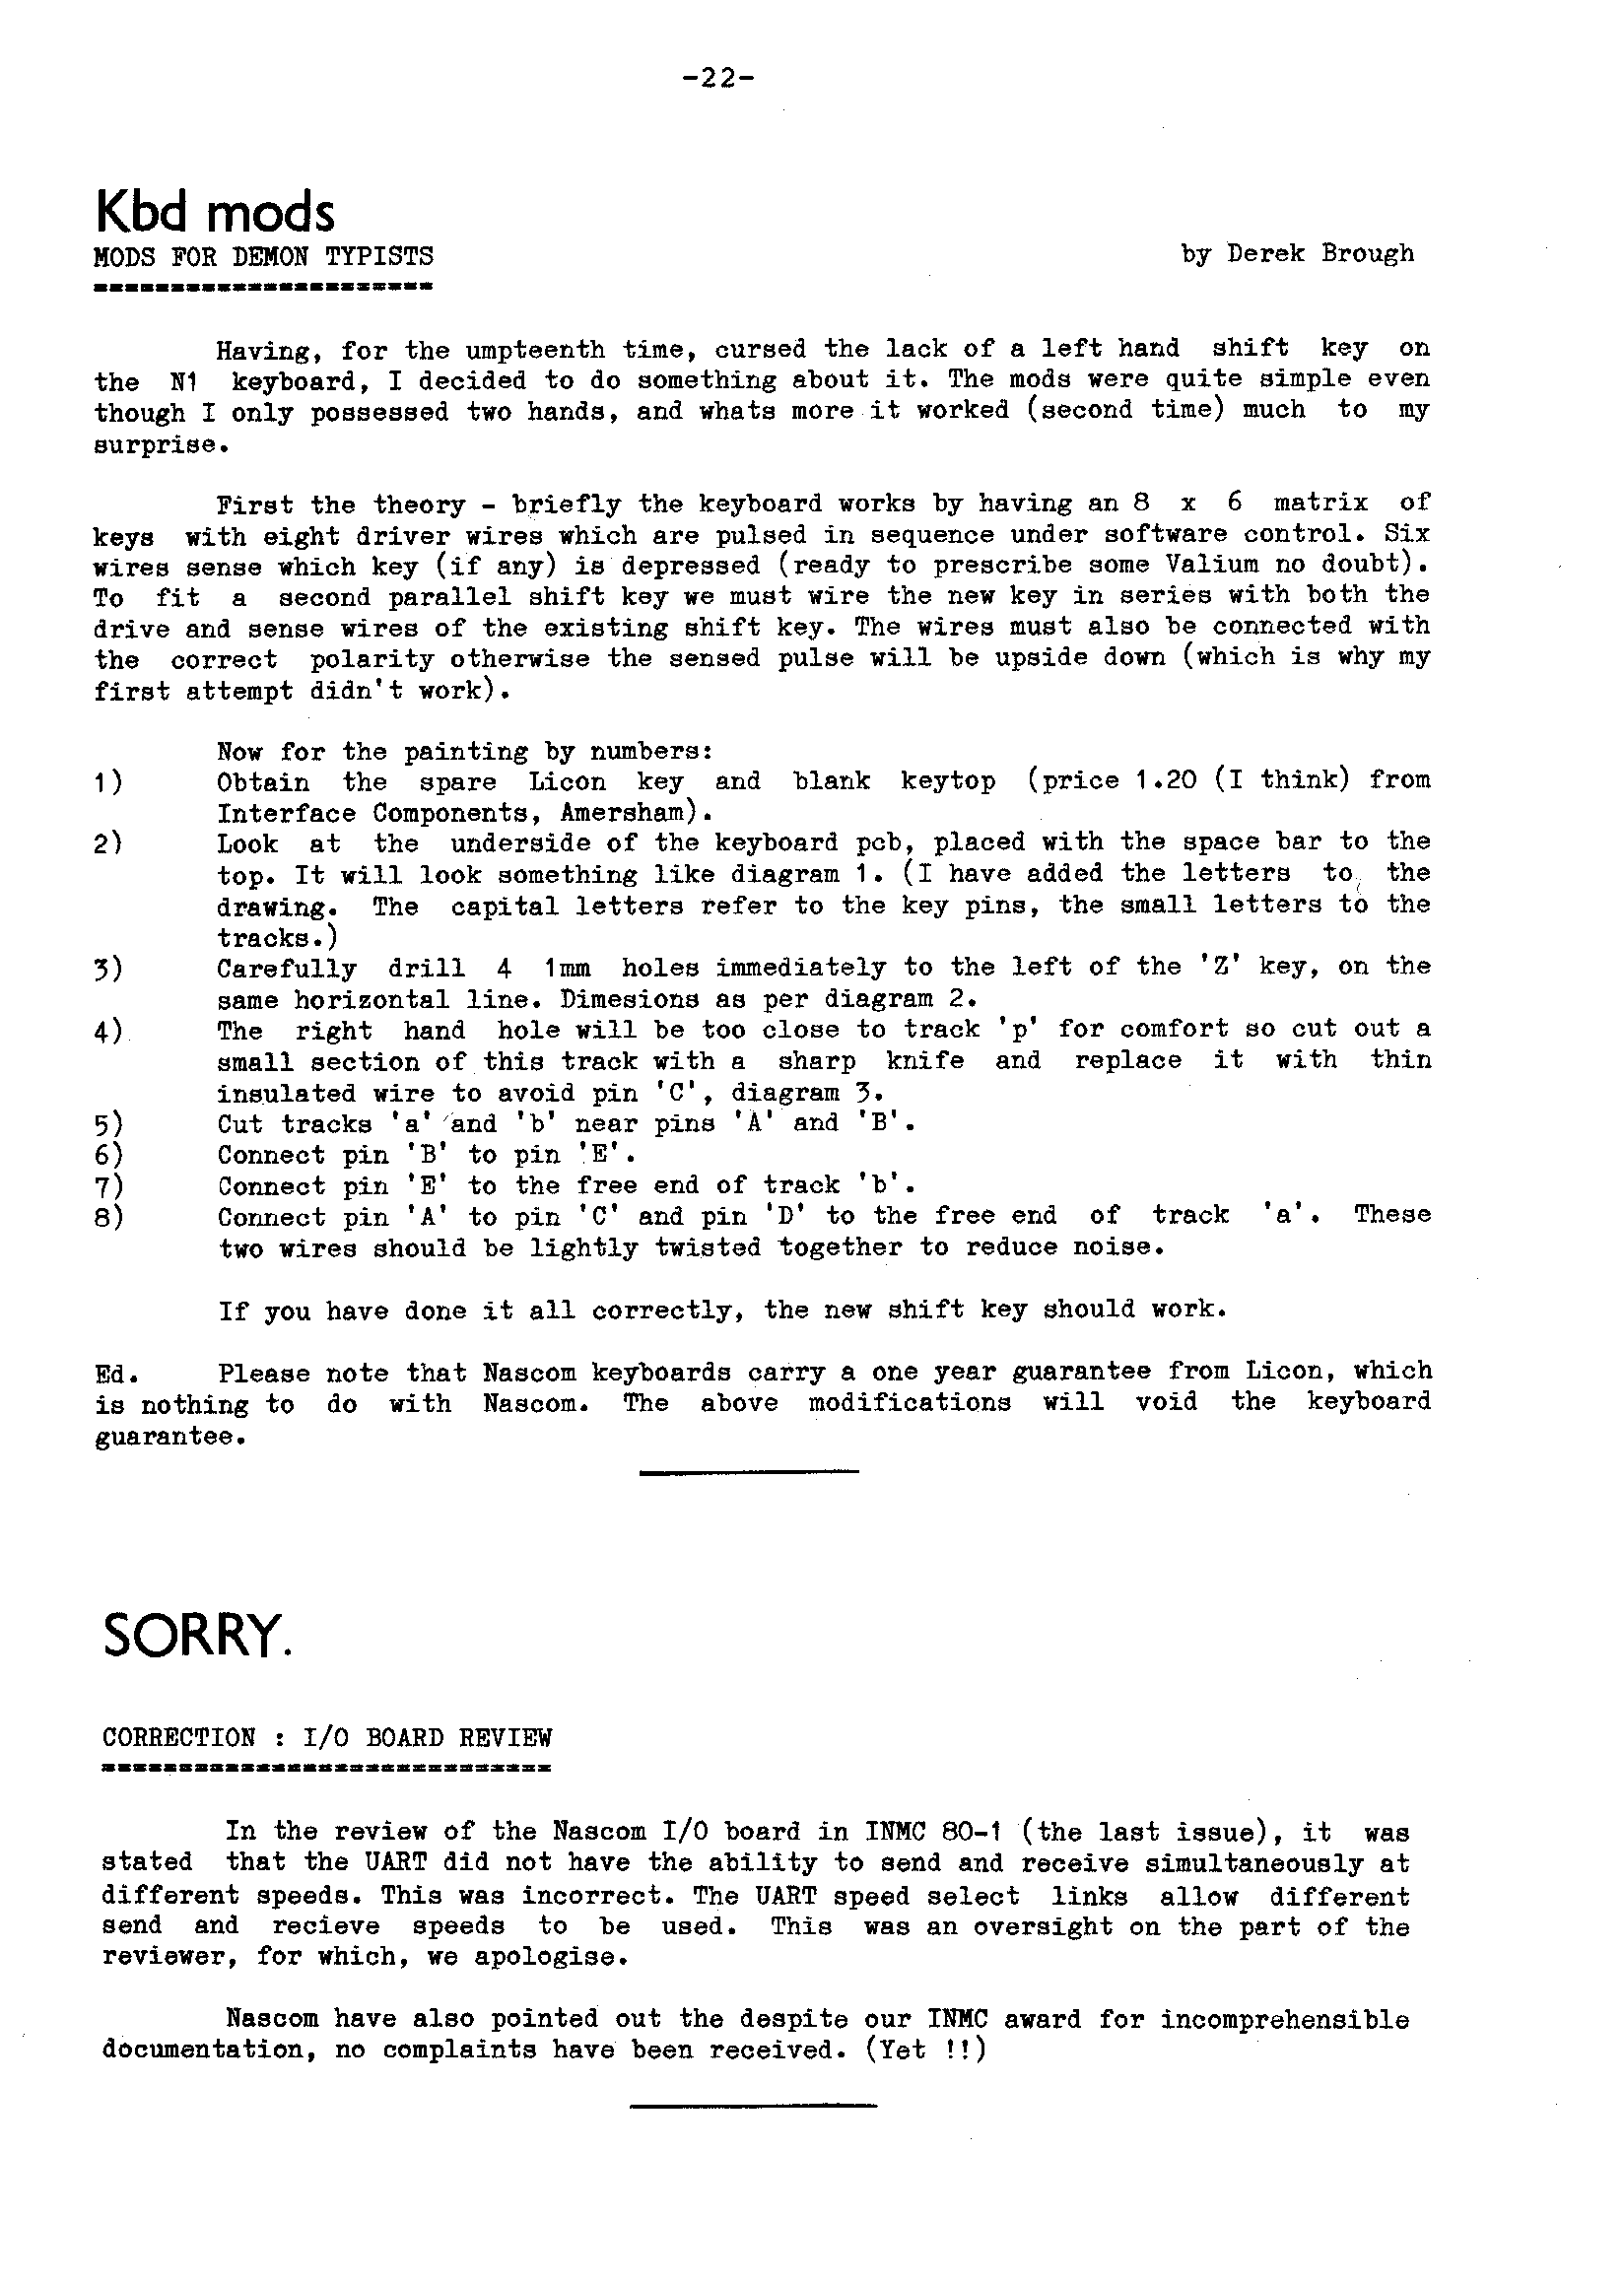 -22-
Kbd mods
MODS FOR DEMON TYPISTS by Derek Brough
======================
Having, for the umpteenth time, cursed the lack of a left hand shift key on
the N1 keyboard, I decided to do something about it. The mods were quite simple even
though I only possessed two hands, and whats more it worked (second time) much to my
surprise.
First the theory - briefly the keyboard works by having an 8 x 6 matrix of
keys with eight driver wires which are pulsed in sequence under software control. Six
wires sense which key (if any) is depressed (ready to prescribe some Valium no doubt).
To fit a second parallel shift key we must wire the new key in series with both the
drive and sense wires of the existing shift key. The wires must also be connected with
the correct polarity otherwise the sensed pulse will be upside down (which is why my
first attempt didn't work).
Now for the painting by numbers:
1) Obtain the spare Licon key and blank keytop (price 1.20 (I think) from
Interface Components, Amersham).
2) Look at the underside of the keyboard pcb, placed with the space bar to the
top. It will look something like diagram 1. (I have added the letters to the
drawing. The capital letters refer to the key pins, the small letters to the
tracks.)
3) Carefully drill 4 1mm holes immediately to the left of the 'Z' key, on the
same horizontal line. Dimesions as per diagram 2.
4) The right hand hole will be too close to track 'p' for comfort so cut out a
small section of this track with a sharp knife and replace it with thin
insulated wire to avoid pin 'C', diagram 3.
5) Cut tracks 'a' and 'b' near pins 'A' and 'B'.
6) Connect pin 'B' to pin 'E'.
7) Connect pin 'E' to the free end of track 'b'.
8) Connect pin 'A' to pin 'C' and pin 'D' to the free end of track 'a'. These
two wires should be lightly twisted together to reduce noise.
If you have done it all correctly, the new shift key should work.
Ed. Please note that Nascom keyboards carry a one year guarantee from Licon, which
is nothing to do with Nascom. The above modifications will void the keyboard
guarantee.
SORRY.
CORRECTION : I/O BOARD REVIEW
=============================
In the review of the Nascom I/O board in INMC 80-1 (the last issue), it was
stated that the UART did not have the ability to send and receive simultaneously at
different speeds. This was incorrect. The UART speed select links allow different
send and recieve speeds to be used. This was an oversight on the part of the
reviewer, for which, we apologise.
Nascom have also pointed out the despite our INMC award for incomprehensible
documentation, no complaints have been received. (Yet !!)